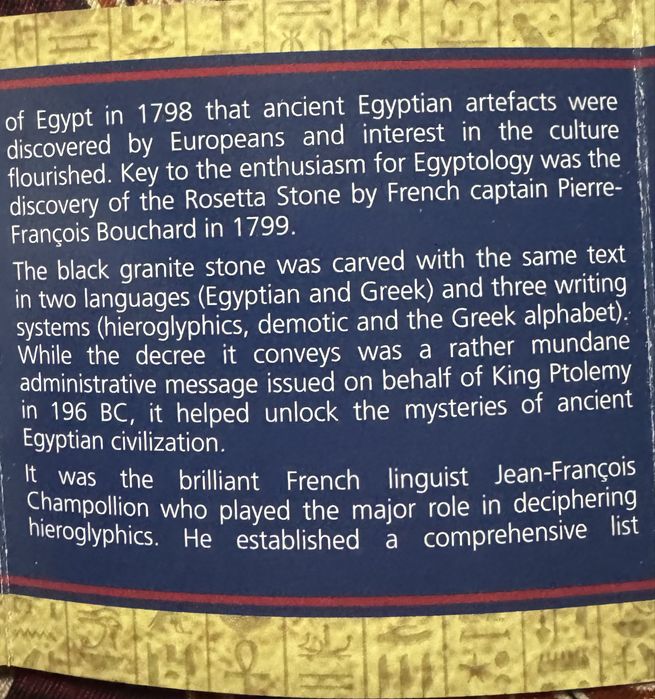 of Egypt in 1798 that ancient Egyptian artefacts were
discovered by Europeans and interest in the culture
flourished. Key to the enthusiasm for Egyptology was the
discovery of the Rosetta Stone by French captain Pierre-
François Bouchard in 1799.
The black granite stone was carved with the same text
in two languages (Egyptian and Greek) and three writing
systems (hieroglyphics, demotic and the Greek alphabet).
While the decree it conveys was a rather mundane
administrative message issued on behalf of King Ptolemy
in 196 BC, it helped unlock the mysteries of ancient
Egyptian civilization.
It was the brilliant French linguist Jean-François
Champollion who played the major role in deciphering
hieroglyphics. He established a comprehensive list